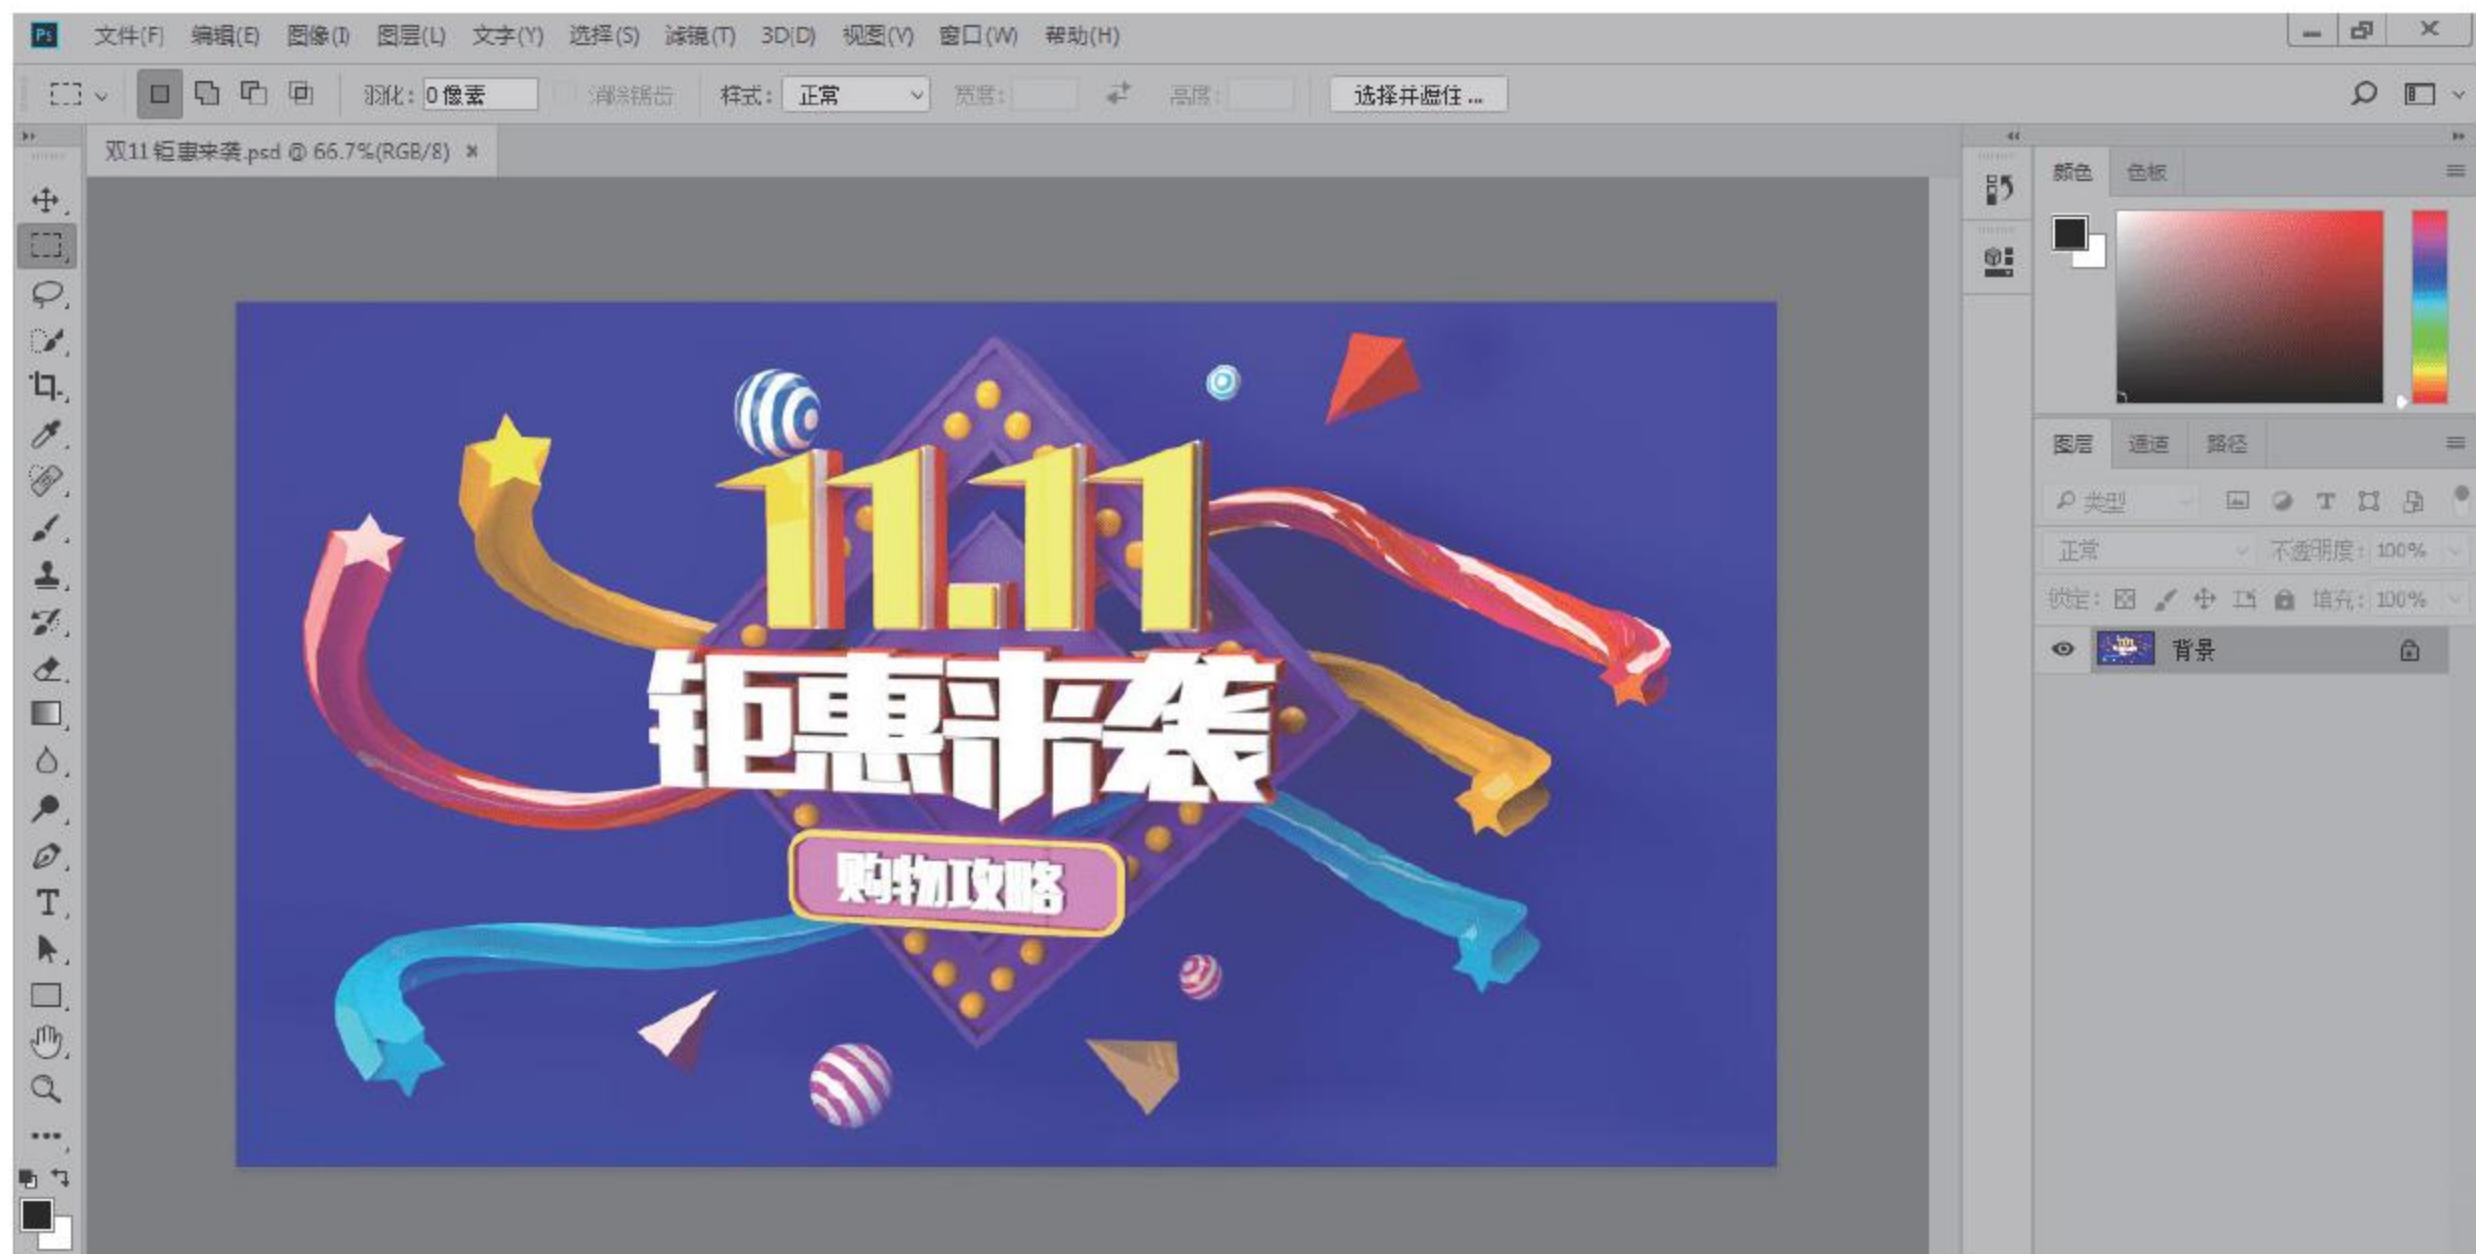 Ps 文件(F) 编辑(E) 图像(I) 图层(L) 文字(Y) 选择(S) 滤镜(T) 3D(D) 视图(V) 窗口(W) 帮助(H)
羽化: 0 像素 消除锯齿 样式: 正常 宽度: 高度: 选择并遮住 ...
双11 钜惠来袭.psd @ 66.7%(RGB/8)
颜色 色板
11.11
钜惠来袭
购物攻略
图层 通道 路径
类型
正常 不透明度: 100%
锁定: 填充: 100%
背景